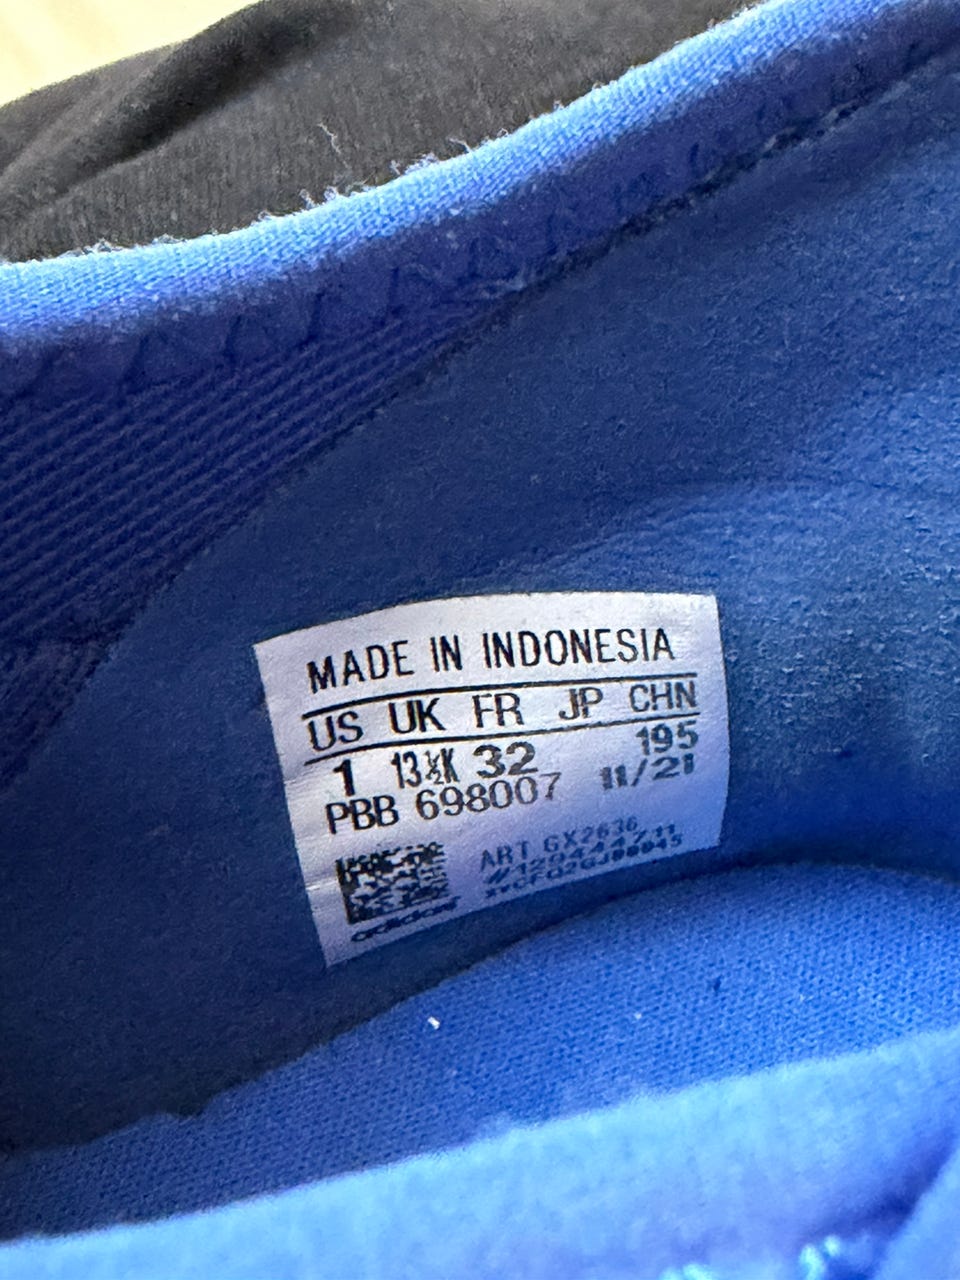 MADE IN INDONESIA
US UK FR JP CHN
1 13½K 32 195
PBB 698007 11/21
ART GX2636
adidas